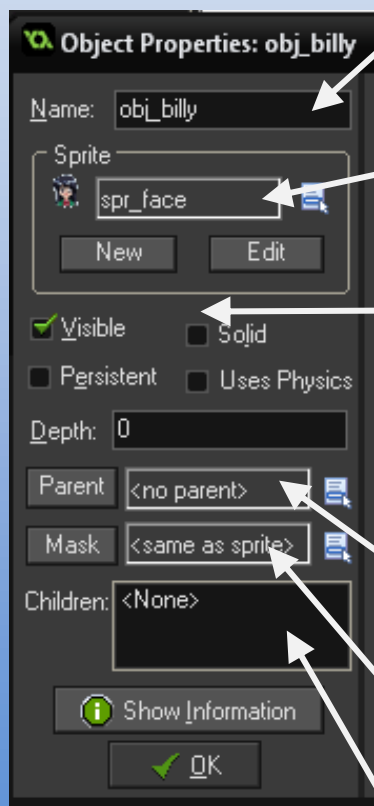 Object Properties: obj_billy
Name: obj_billy
Sprite
spr_face
New Edit
Visible Solid
Persistent Uses Physics
Depth: 0
Parent <no parent>
Mask <same as sprite>
Children: <None>
Show Information
OK